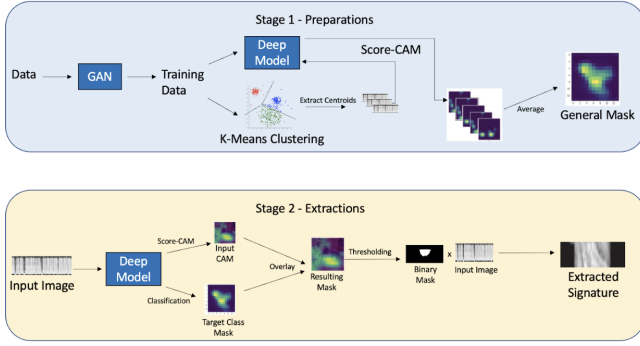 Stage 1 - Preparations
Data
GAN
Training
Data
Deep
Model
Score-CAM
K-Means Clustering
Extract Centroids
Average
General Mask
Stage 2 - Extractions
Input Image
Deep
Model
Score-CAM
Classification
Input
CAM
Target Class
Mask
Overlay
Resulting
Mask
Thresholding
Binary
Mask
x
Input Image
Extracted
Signature